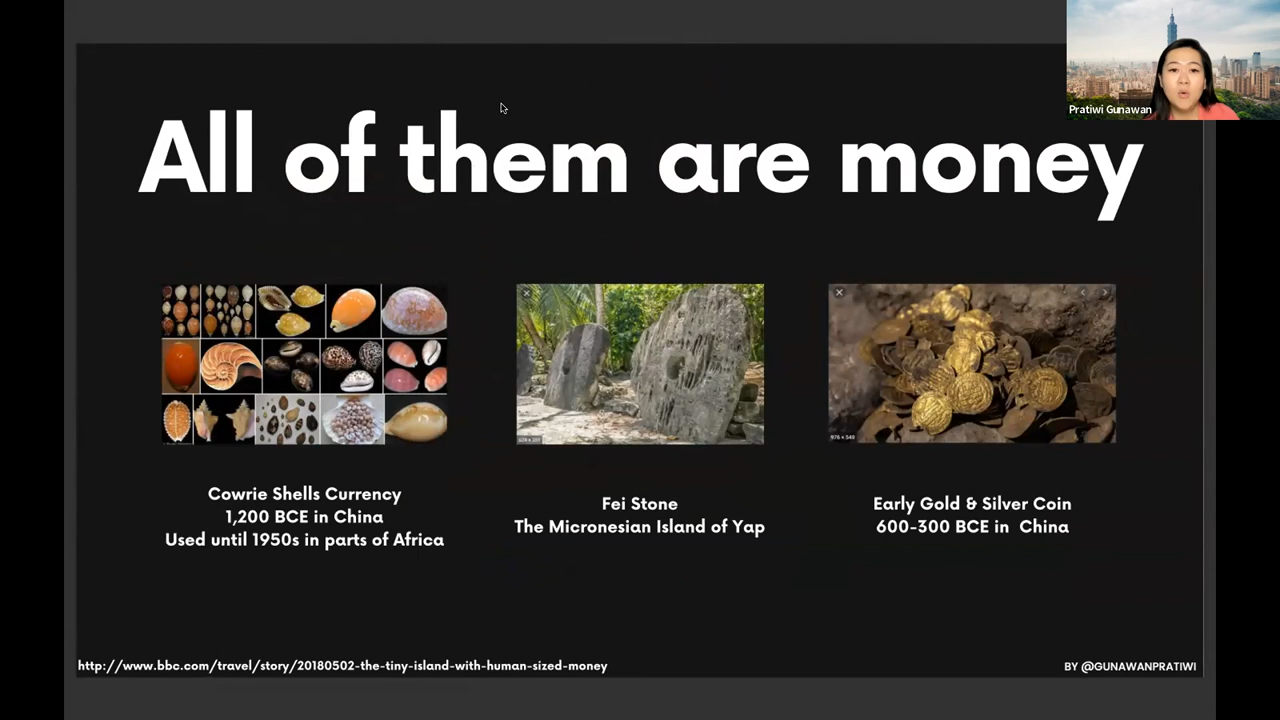 Pratiwi Gunawan
All of them are money
Cowrie Shells Currency
1,200 BCE in China
Used until 1950s in parts of Africa
Fei Stone
The Micronesian Island of Yap
Early Gold & Silver Coin
600-300 BCE in China
976 × 549
http://www.bbc.com/travel/story/20180502-the-tiny-island-with-human-sized-money
BY @GUNAWANPRATIWI